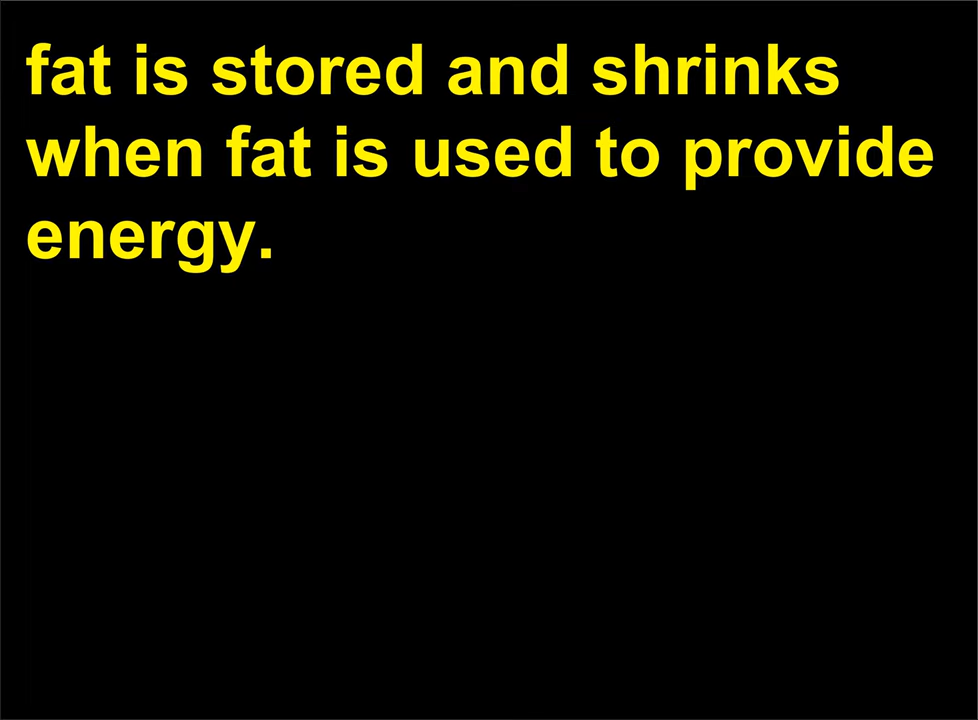 fat is stored and shrinks
when fat is used to provide
energy.